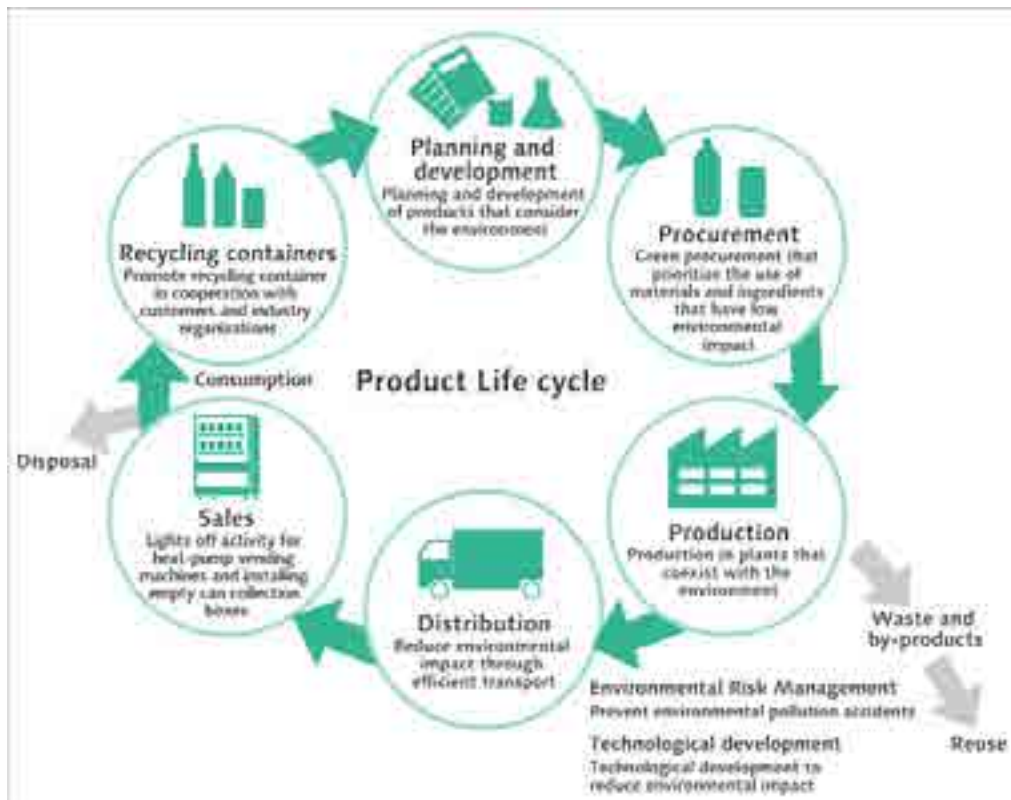 Planning and
development
Planning and development
of products that consider
the environment
Procurement
Green procurement that
prioritize the use of
materials and ingredients
that have low
environmental
impact
Production
Production in plants that
coexist with the
environment
Waste and
by-products
Reuse
Environmental Risk Management
Prevent environmental pollution accidents
Technological development
Technological development to
reduce environmental impact
Distribution
Reduce environmental
impact through
efficient transport
Sales
Lights off activity for
heat-pump vending
machines and installing
empty can collection
boxes
Disposal
Consumption
Recycling containers
Promote recycling container
in cooperation with
customers and industry
organizations
Product Life cycle